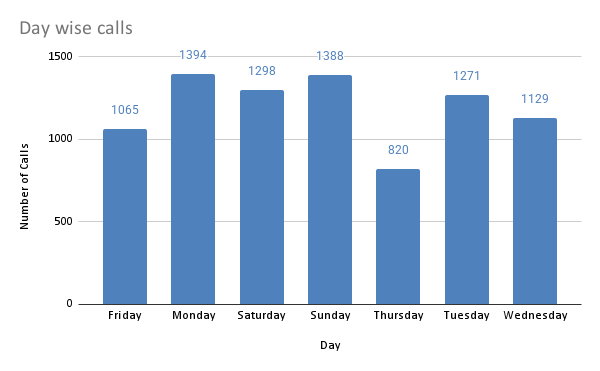 Day wise calls
1500
1000
500
0
Number of Calls
1065
1394
1298
1388
820
1271
1129
Friday Monday Saturday Sunday Thursday Tuesday Wednesday
Day